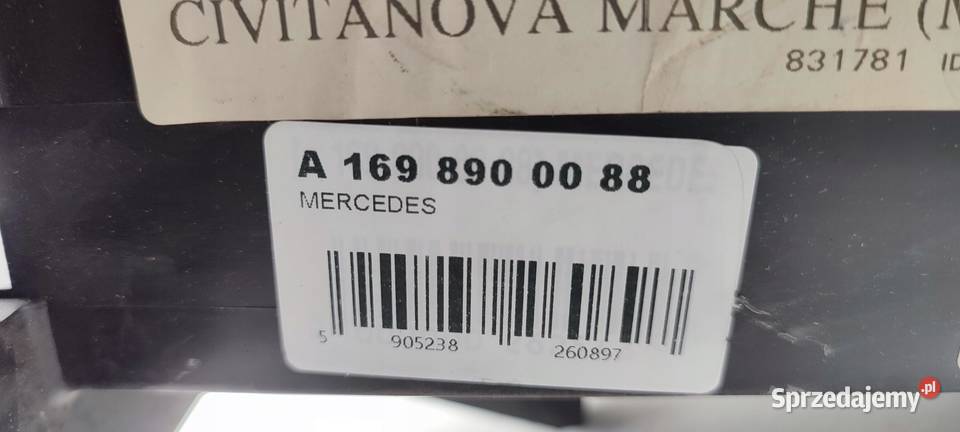 CIVITANOVA MARCHE (M
831781 ID
A 169 890 00 88
MERCEDES
5 905238 260897
Sprzedajemy.pl